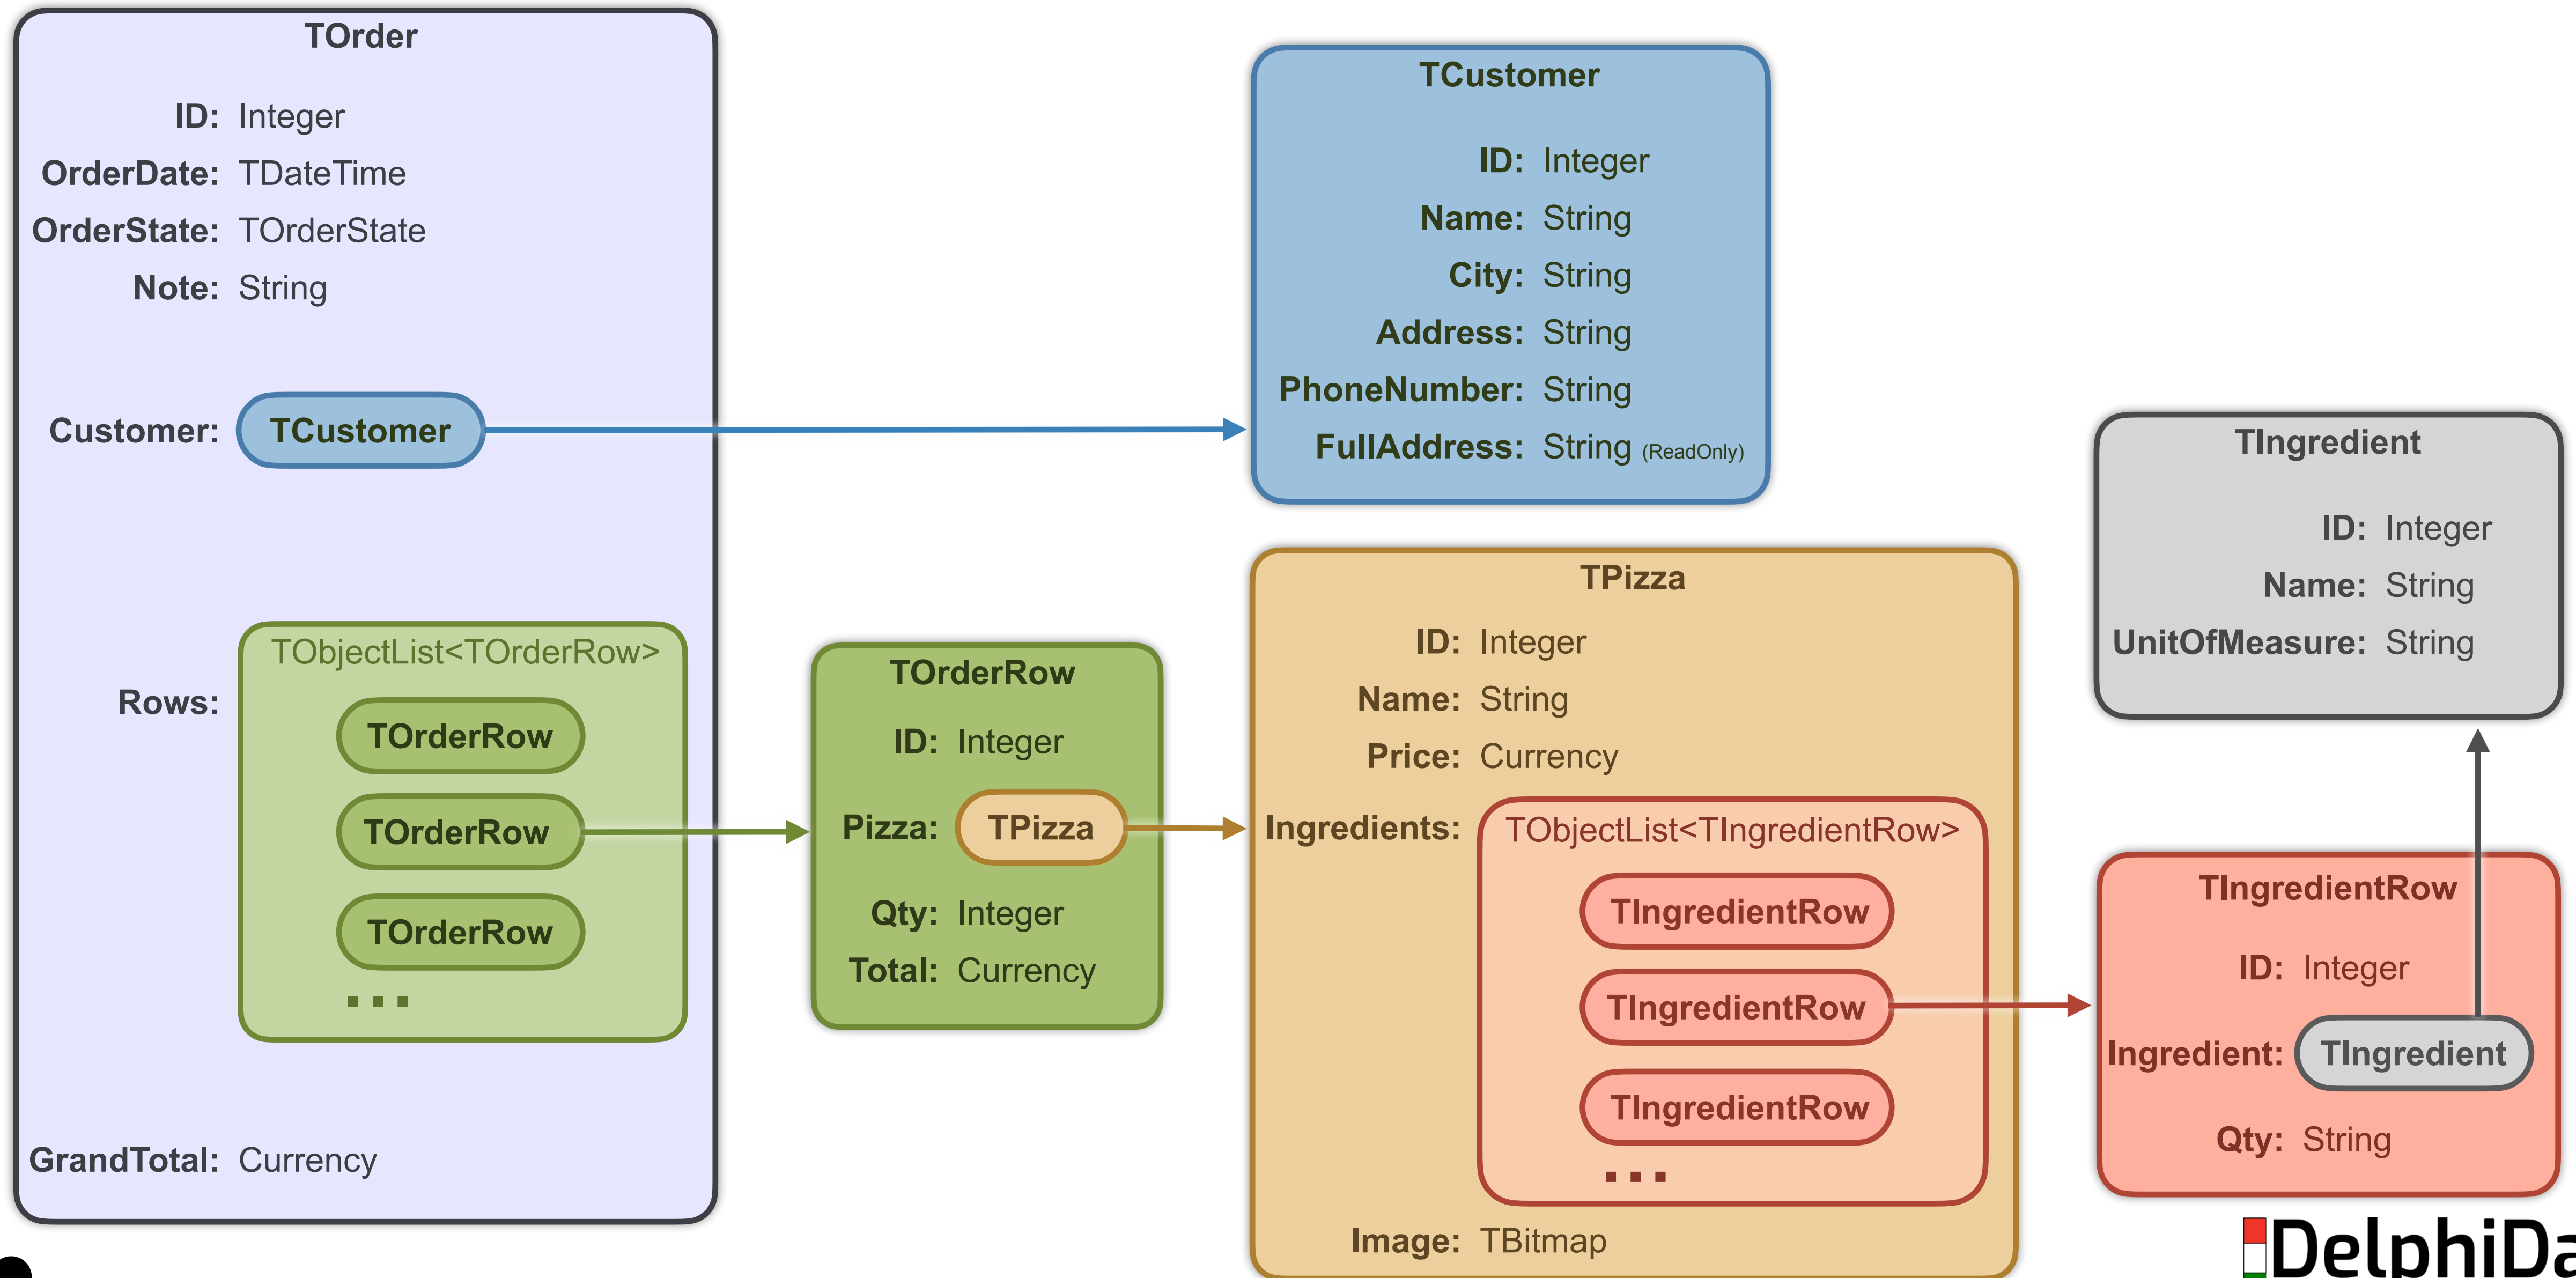 TOrder
ID: Integer
OrderDate: TDateTime
OrderState: TOrderState
Note: String
Customer: TCustomer
Rows:
TObjectList<TOrderRow>
TOrderRow
TOrderRow
TOrderRow
...
GrandTotal: Currency
TCustomer
ID: Integer
Name: String
City: String
Address: String
PhoneNumber: String
FullAddress: String (ReadOnly)
TOrderRow
ID: Integer
Pizza: TPizza
Qty: Integer
Total: Currency
TPizza
ID: Integer
Name: String
Price: Currency
Ingredients: TObjectList<TIngredientRow>
TIngredientRow
TIngredientRow
TIngredientRow
...
Image: TBitmap
TIngredient
ID: Integer
Name: String
UnitOfMeasure: String
TIngredientRow
ID: Integer
Ingredient: TIngredient
Qty: String
DelphiDa